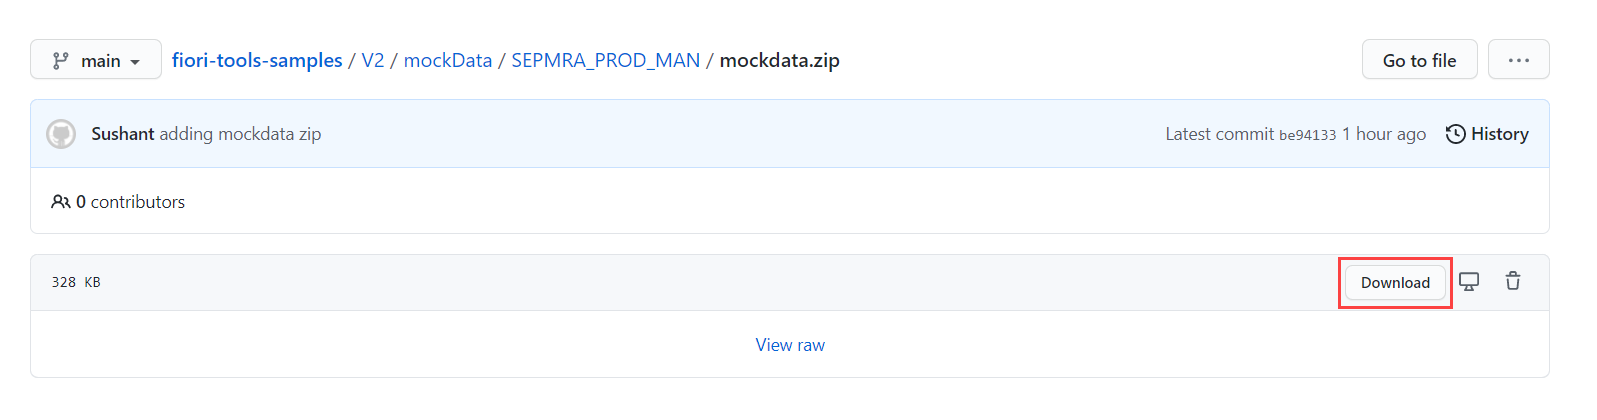 main fiori-tools-samples / V2 / mockData / SEPMRA_PROD_MAN / mockdata.zip Go to file ...
Sushant adding mockdata zip Latest commit be94133 1 hour ago History
0 contributors
328 KB Download
View raw